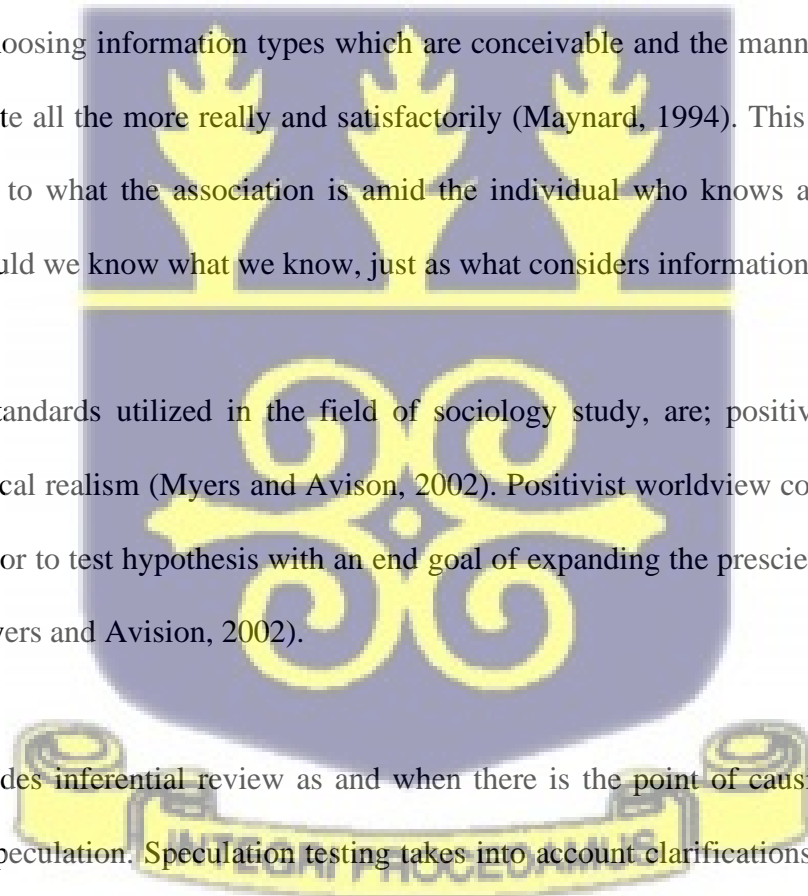 oosing information types which are conceivable and the mann
te all the more really and satisfactorily (Maynard, 1994). This
to what the association is amid the individual who knows a
uld we know what we know, just as what considers information
tandards utilized in the field of sociology study, are; positiv
cal realism (Myers and Avison, 2002). Positivist worldview co
or to test hypothesis with an end goal of expanding the prescie
yers and Avision, 2002).
des inferential review as and when there is the point of caus
peculation. Speculation testing takes into account clarifications
INTEGRI PROCEDAMUS